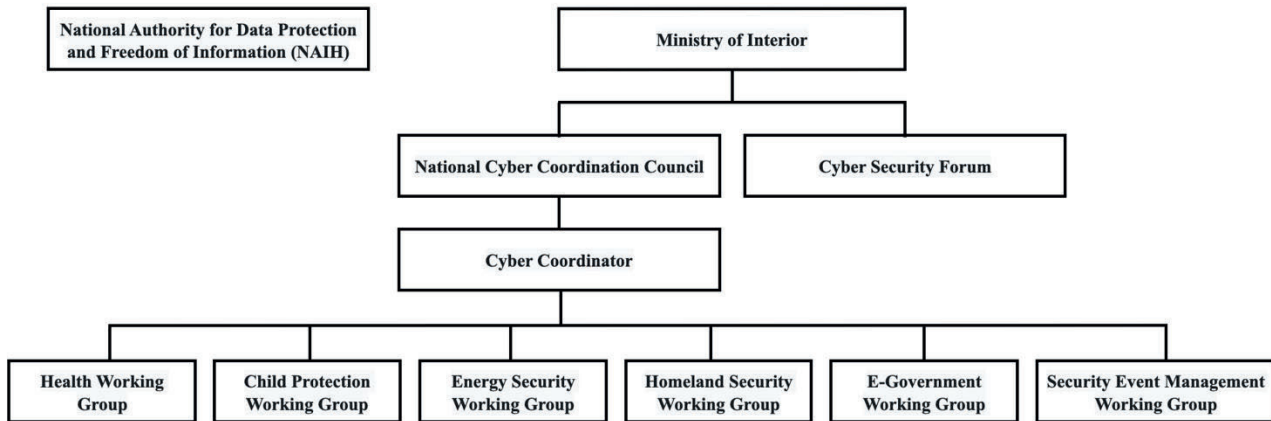 National Authority for Data Protection
and Freedom of Information (NAIH)
Ministry of Interior
National Cyber Coordination Council
Cyber Security Forum
Cyber Coordinator
Health Working
Group
Child Protection
Working Group
Energy Security
Working Group
Homeland Security
Working Group
E-Government
Working Group
Security Event Management
Working Group